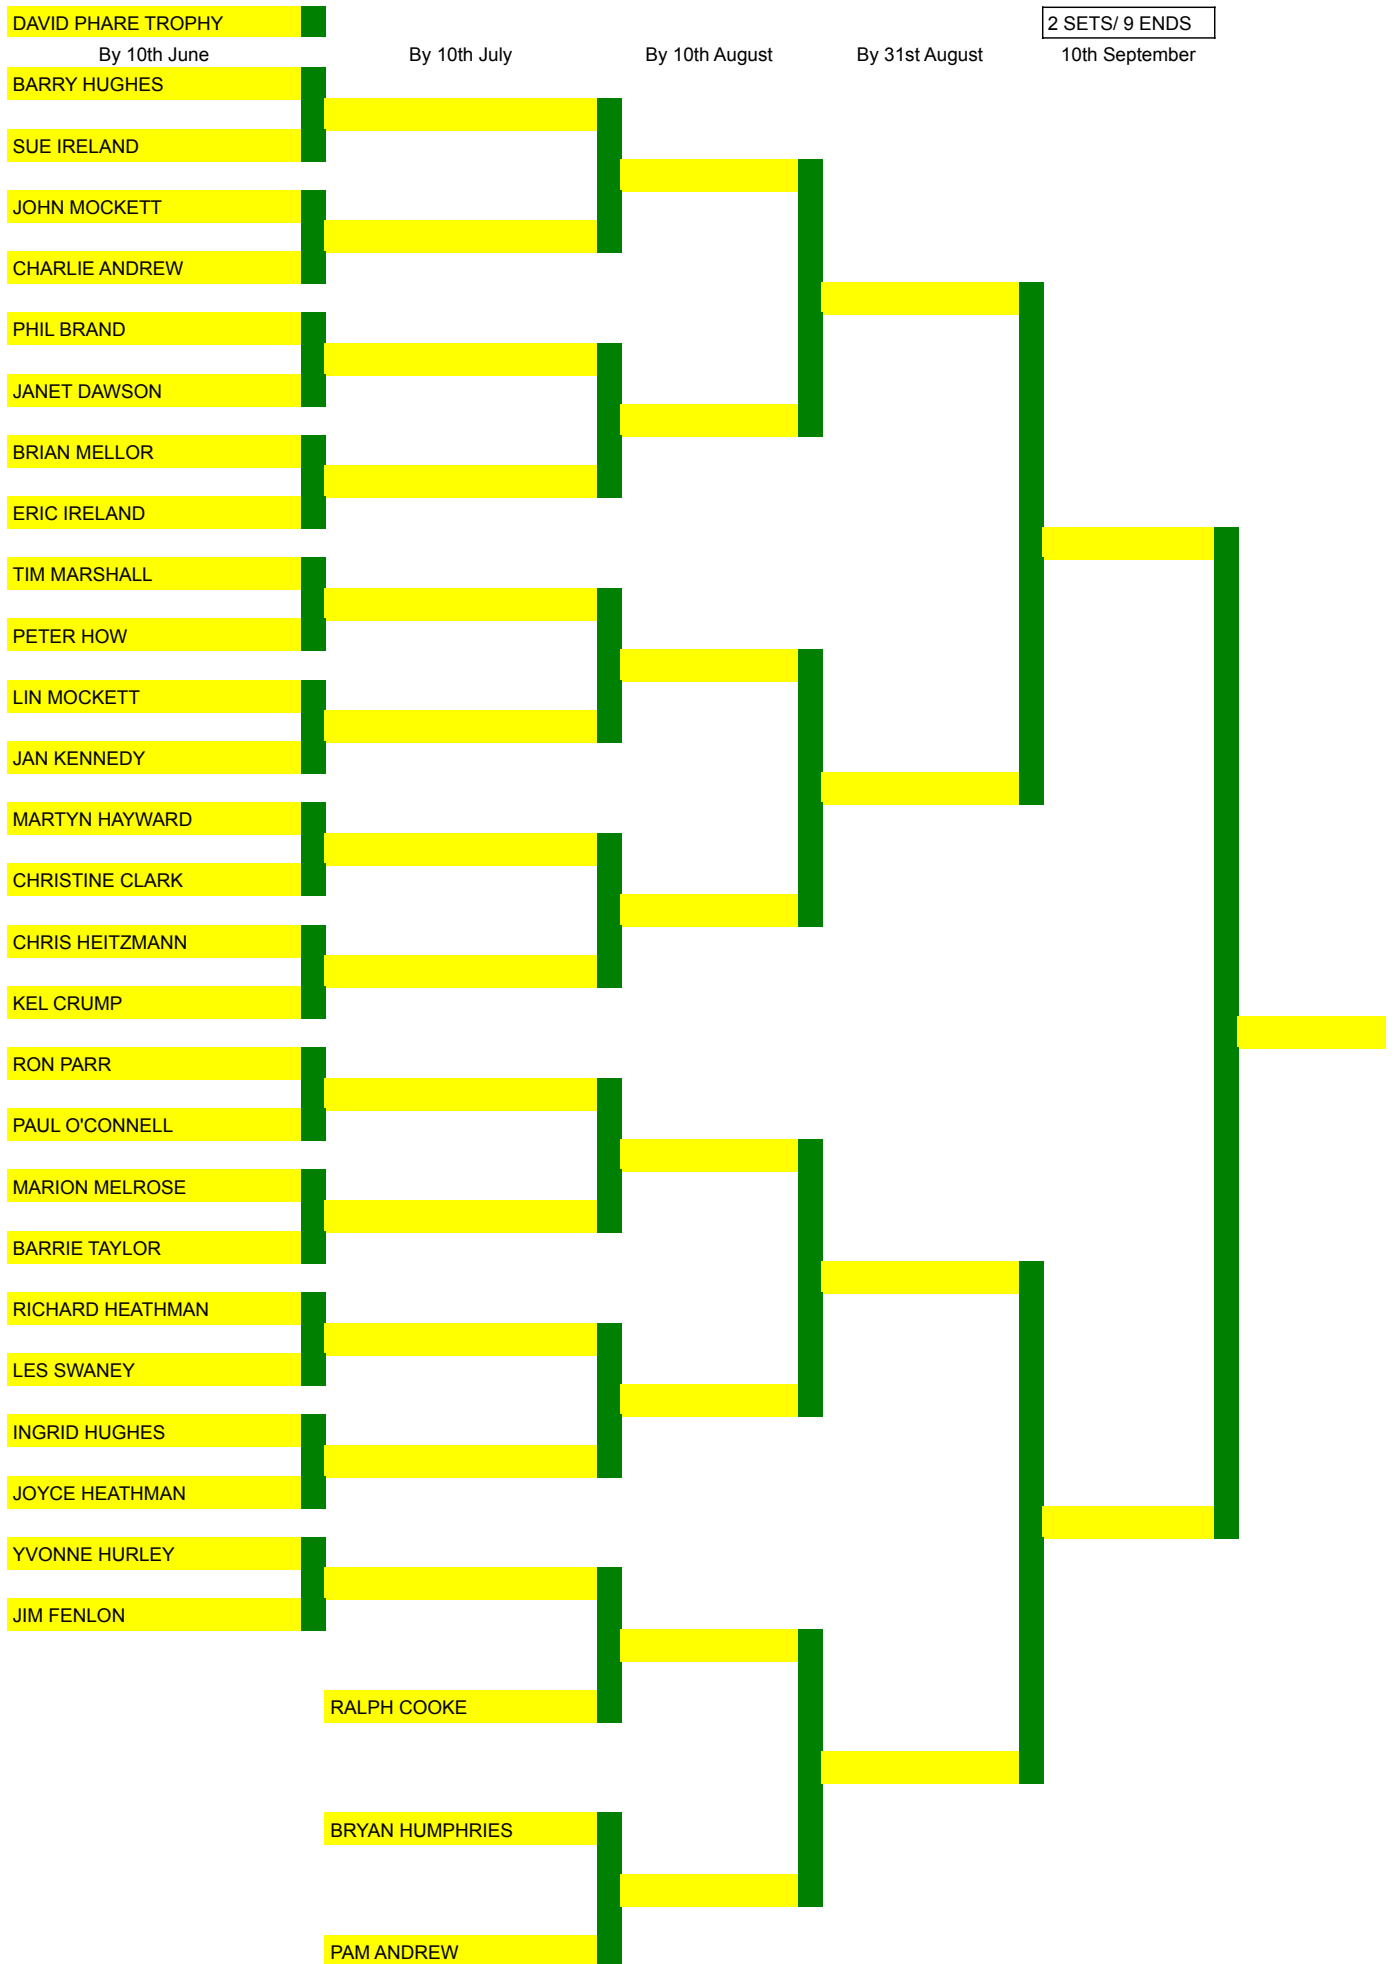 DAVID PHARE TROPHY
2 SETS/ 9 ENDS
By 10th June
By 10th July
By 10th August
By 31st August
10th September
BARRY HUGHES
SUE IRELAND
JOHN MOCKETT
CHARLIE ANDREW
PHIL BRAND
JANET DAWSON
BRIAN MELLOR
ERIC IRELAND
TIM MARSHALL
PETER HOW
LIN MOCKETT
JAN KENNEDY
MARTYN HAYWARD
CHRISTINE CLARK
CHRIS HEITZMANN
KEL CRUMP
RON PARR
PAUL O'CONNELL
MARION MELROSE
BARRIE TAYLOR
RICHARD HEATHMAN
LES SWANEY
INGRID HUGHES
JOYCE HEATHMAN
YVONNE HURLEY
JIM FENLON
RALPH COOKE
BRYAN HUMPHRIES
PAM ANDREW